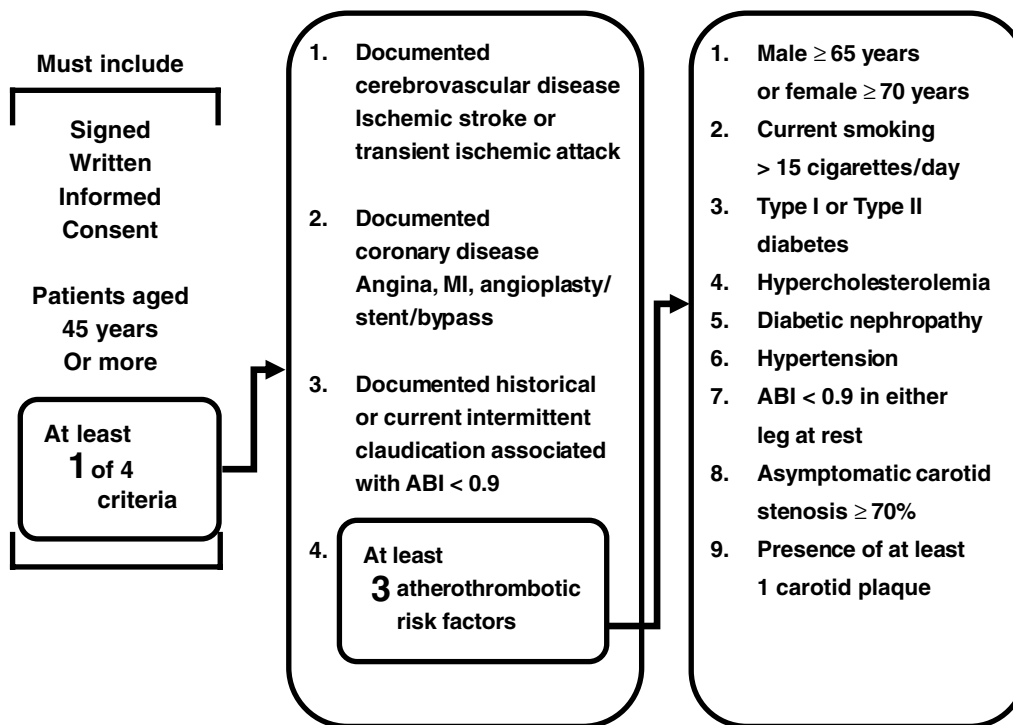 Must include
Signed
Written
Informed
Consent
Patients aged
45 years
Or more
At least
1 of 4
criteria
1. Documented
cerebrovascular disease
Ischemic stroke or
transient ischemic attack
2. Documented
coronary disease
Angina, MI, angioplasty/
stent/bypass
3. Documented historical
or current intermittent
claudication associated
with ABI < 0.9
4. At least
3 atherothrombotic
risk factors
1. Male ≥ 65 years
or female ≥ 70 years
2. Current smoking
> 15 cigarettes/day
3. Type I or Type II
diabetes
4. Hypercholesterolemia
5. Diabetic nephropathy
6. Hypertension
7. ABI < 0.9 in either
leg at rest
8. Asymptomatic carotid
stenosis ≥ 70%
9. Presence of at least
1 carotid plaque